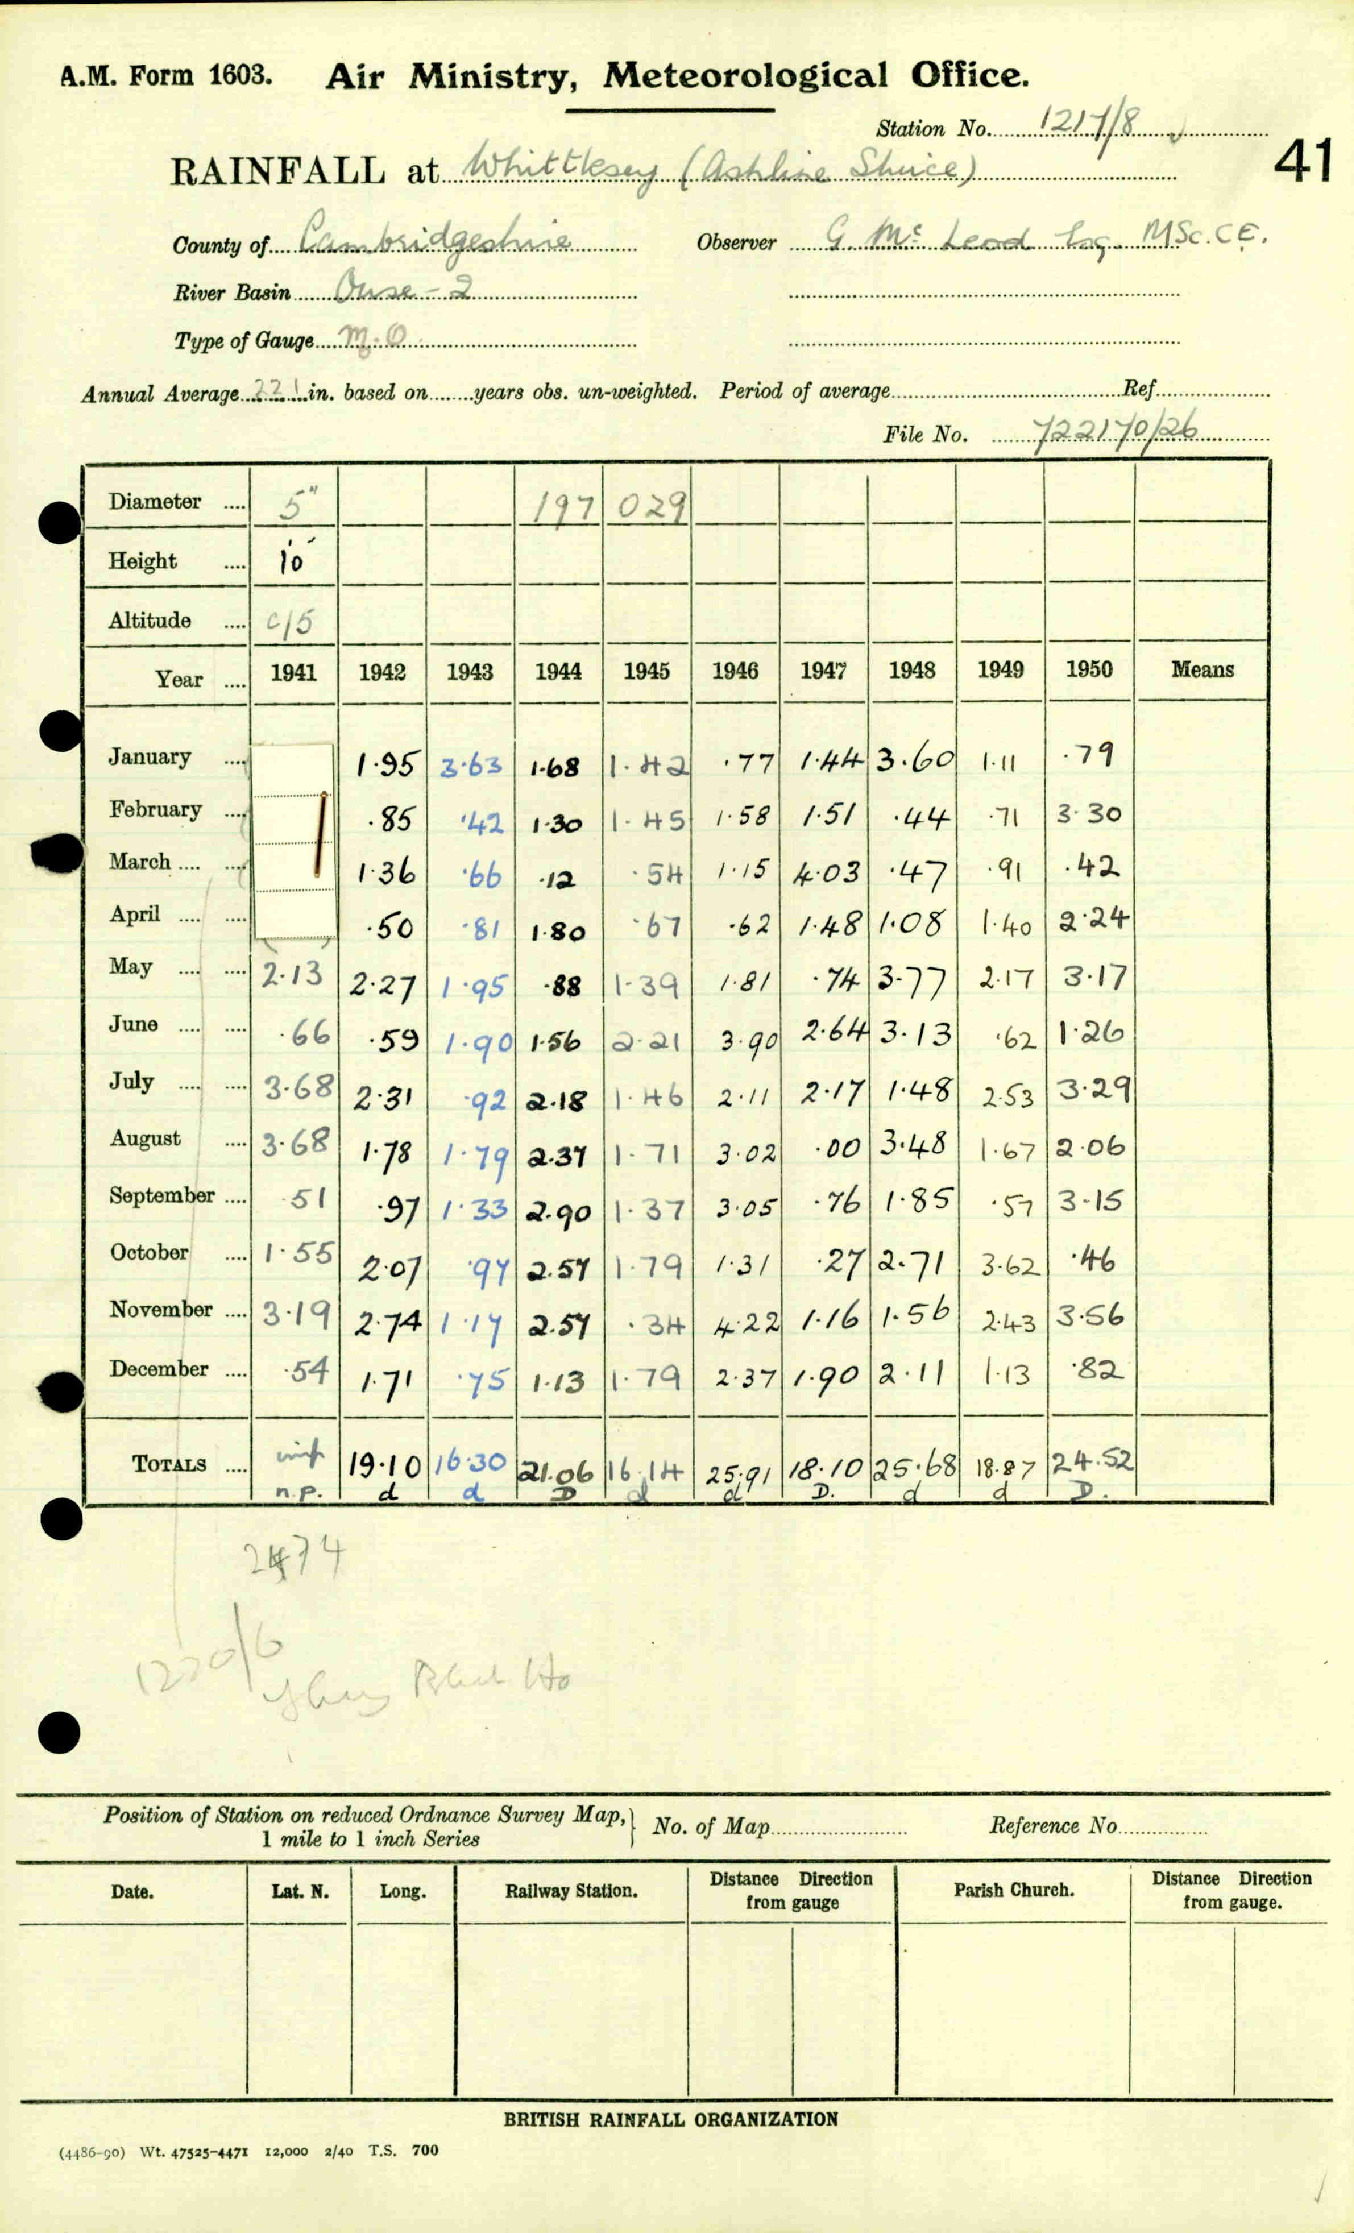 A.M. Form 1603. Air Ministry, Meteorological Office.
Station No. 1217/8
41
RAINFALL at Whittlesey (Ashline Sluice)
County of Cambridgeshire Observer G. Mc Leod Esq. MSc. C.E.
River Basin Ouse - 2
Type of Gauge M.O
Annual Average 22.1 in. based on years obs. un-weighted. Period of average Ref
File No. 722170/26
Diameter 5" 197 029
Height 10"
Altitude c15
Year 1941 1942 1943 1944 1945 1946 1947 1948 1949 1950 Means
January 1.95 3.63 1.68 1.42 .77 1.44 3.60 1.11 .79
February .85 .42 1.30 1.45 1.58 1.51 .44 .71 3.30
March 1.36 .66 .12 .54 1.15 4.03 .47 .91 .42
April .50 .81 1.80 .67 .62 1.48 1.08 1.40 2.24
May 2.13 2.27 1.95 .88 1.39 1.81 .74 3.77 2.17 3.17
June .66 .59 1.90 1.56 2.21 3.90 2.64 3.13 .62 1.26
July 3.68 2.31 .92 2.18 1.46 2.11 2.17 1.48 2.53 3.29
August 3.68 1.78 1.79 2.37 1.71 3.02 .00 3.48 1.67 2.06
September .51 .97 1.33 2.90 1.37 3.05 .76 1.85 .57 3.15
October 1.55 2.07 .97 2.57 1.79 1.31 .27 2.71 3.62 .46
November 3.19 2.74 1.17 2.57 .34 4.22 1.16 1.56 2.43 3.56
December .54 1.71 .75 1.13 1.79 2.37 1.90 2.11 1.13 .82
TOTALS imp 19.10 16.30 21.06 16.14 25.91 18.10 25.68 18.87 24.52
n.p. d d D d d D. d d D.
1220/6
Position of Station on reduced Ordnance Survey Map, No. of Map Reference No
1 mile to 1 inch Series
Date. Lat. N. Long. Railway Station. Distance from gauge Direction Parish Church. Distance from gauge. Direction
BRITISH RAINFALL ORGANIZATION
(4486-90) Wt. 47525-4471 12,000 2/40 T.S. 700